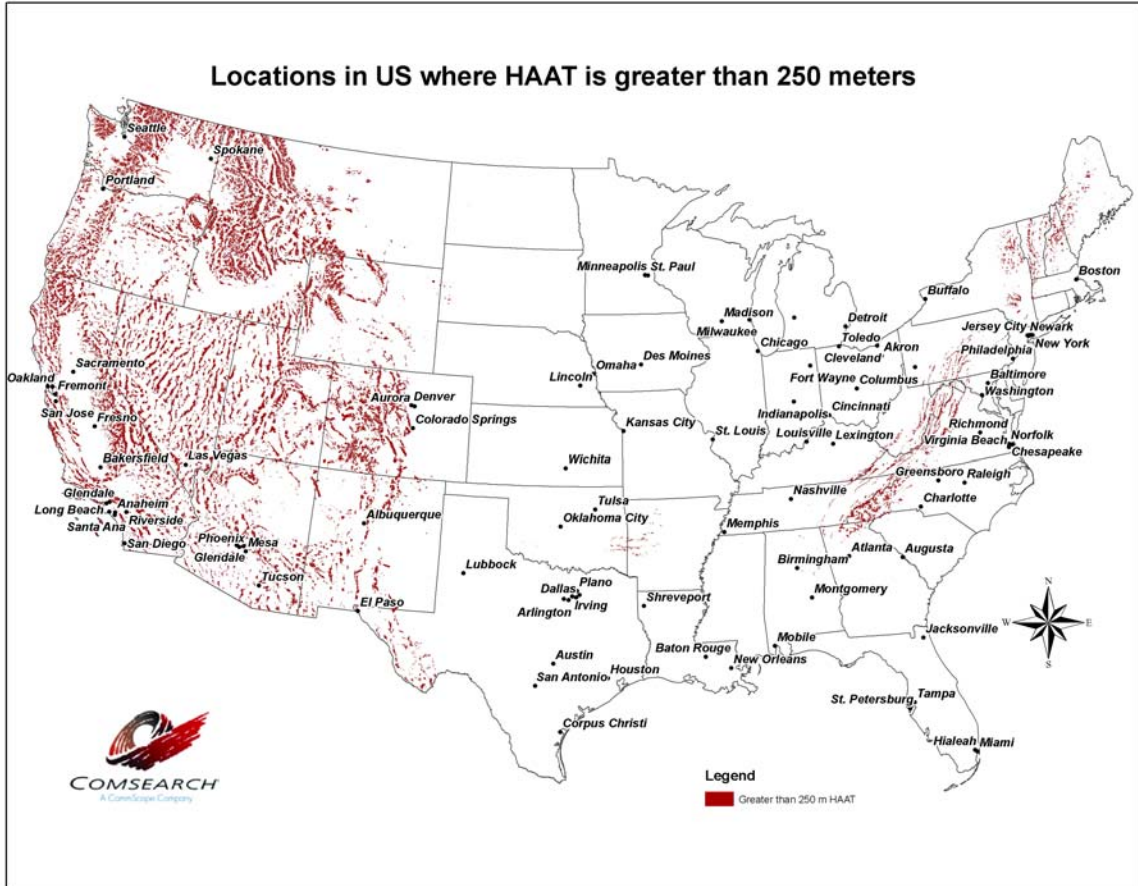 Locations in US where HAAT is greater than 250 meters
Seattle
Spokane
Portland
Minneapolis St. Paul
Boston
Buffalo
Madison
Milwaukee
Detroit
Toledo
Chicago
Cleveland
Akron
Jersey City
Newark
New York
Philadelphia
Baltimore
Washington
Sacramento
Oakland
Fremont
San Jose
Fresno
Omaha
Des Moines
Lincoln
Fort Wayne
Columbus
Aurora
Denver
Colorado Springs
Indianapolis
Cincinnati
Kansas City
St. Louis
Louisville
Lexington
Richmond
Virginia Beach
Norfolk
Chesapeake
Bakersfield
Las Vegas
Wichita
Greensboro
Raleigh
Nashville
Charlotte
Glendale
Anaheim
Long Beach
Riverside
Santa Ana
San Diego
Albuquerque
Tulsa
Oklahoma City
Memphis
Phoenix
Mesa
Glendale
Tucson
Birmingham
Atlanta
Augusta
Lubbock
El Paso
Plano
Dallas
Irving
Arlington
Shreveport
Montgomery
Jacksonville
Mobile
Baton Rouge
New Orleans
Austin
San Antonio
Houston
Corpus Christi
St. Petersburg
Tampa
Hialeah
Miami
N
W
E
S
COMSEARCH
A CommScope Company
Legend
Greater than 250 m HAAT